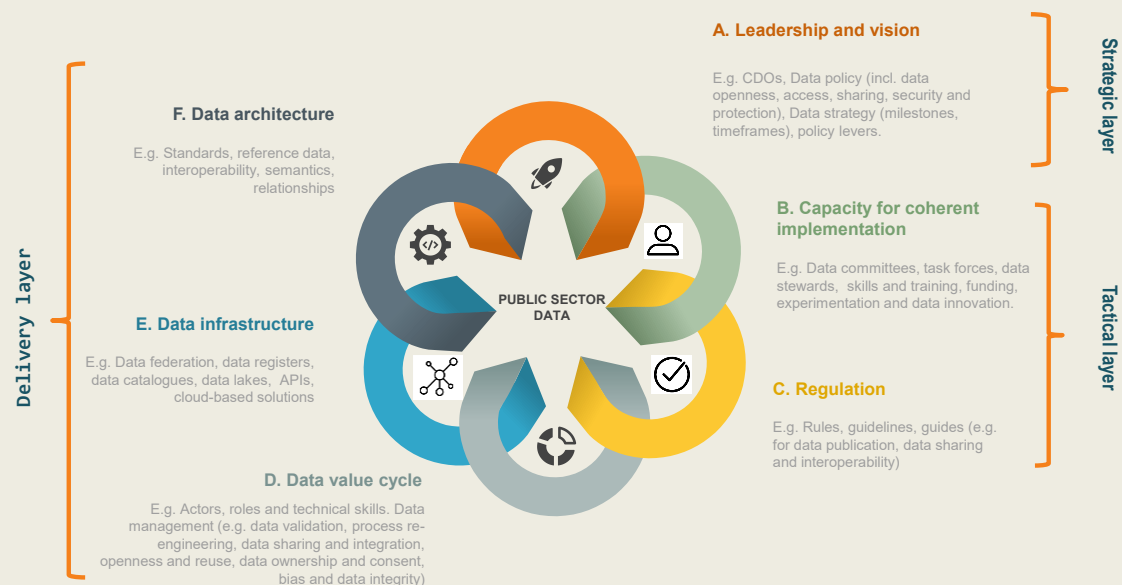 A. Leadership and vision
E.g. CDOs, Data policy (incl. data
openness, access, sharing, security and
protection), Data strategy (milestones,
timeframes), policy levers.
Strategic layer
B. Capacity for coherent
implementation
E.g. Data committees, task forces, data
stewards, skills and training, funding,
experimentation and data innovation.
C. Regulation
E.g. Rules, guidelines, guides (e.g.
for data publication, data sharing
and interoperability)
Tactical layer
PUBLIC SECTOR
DATA
D. Data value cycle
E.g. Actors, roles and technical skills. Data
management (e.g. data validation, process re-
engineering, data sharing and integration,
openness and reuse, data ownership and consent,
bias and data integrity)
E. Data infrastructure
E.g. Data federation, data registers,
data catalogues, data lakes, APIs,
cloud-based solutions
F. Data architecture
E.g. Standards, reference data,
interoperability, semantics,
relationships
Delivery layer